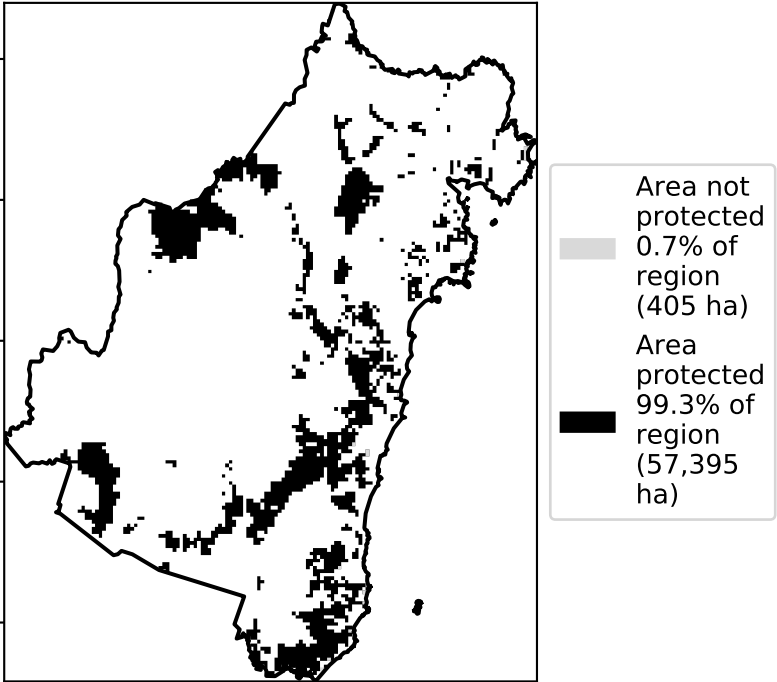 Area not
protected
0.7% of
region
(405 ha)
Area
protected
99.3% of
region
(57,395
ha)